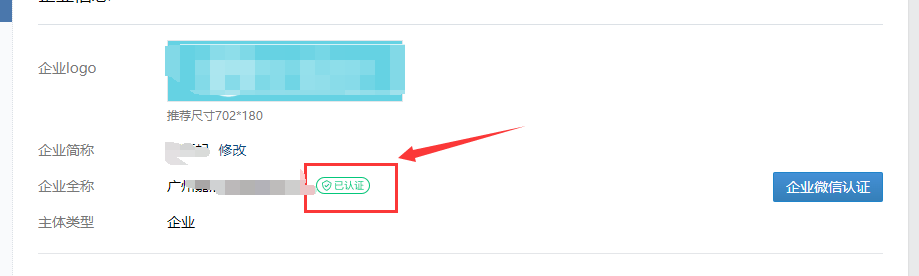 企业logo
推荐尺寸702*180
企业简称 修改
企业全称 广州 已认证
企业微信认证
主体类型 企业